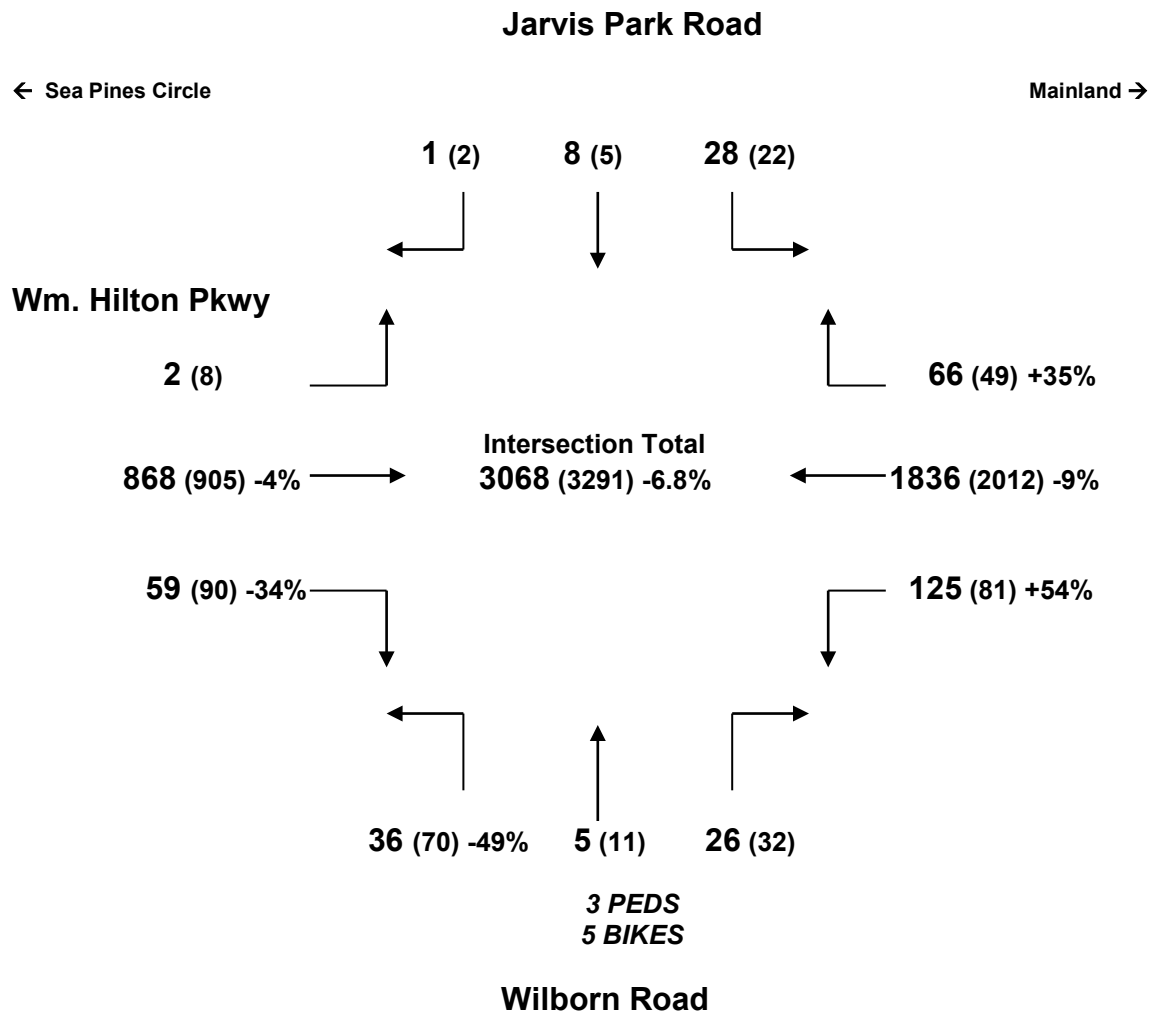 Jarvis Park Road
← Sea Pines Circle Mainland →
1 (2) 8 (5) 28 (22)
Wm. Hilton Pkwy
2 (8) 66 (49) +35%
Intersection Total
868 (905) -4% 3068 (3291) -6.8% 1836 (2012) -9%
59 (90) -34% 125 (81) +54%
36 (70) -49% 5 (11) 26 (32)
3 PEDS
5 BIKES
Wilborn Road